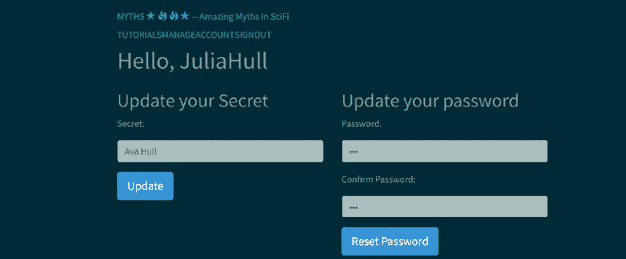 MYTHS ★ ★ -- Amazing Myths In SciFi
TUTORIALSMANAGEACCOUNTSIGNOUT
Hello, JuliaHull
Update your Secret
Secret:
Ava Hull
Update
Update your password
Password:
•••
Confirm Password:
•••
Reset Password